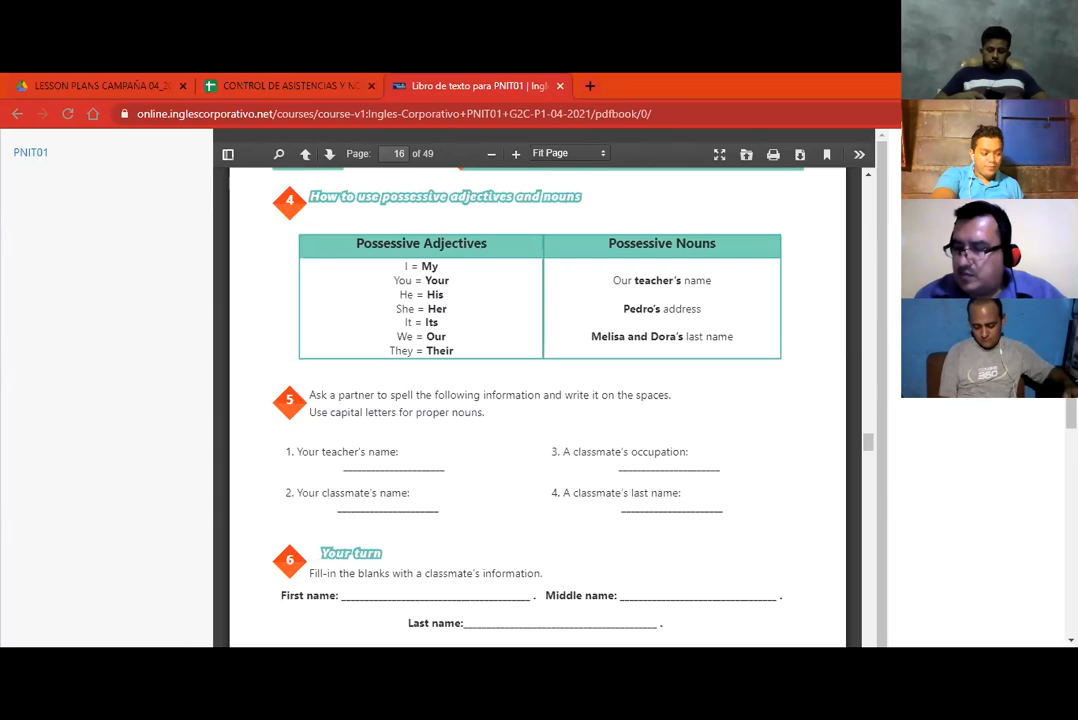 LESSON PLANS CAMPAÑA 04_2
CONTROL DE ASISTENCIAS Y NO
Libro de texto para PNIT01 | Ingl
online.inglescorporativo.net/courses/course-v1:Ingles-Corporativo+PNIT01+G2C-P1-04-2021/pdfbook/0/
PNIT01
Page: 16 of 49
Fit Page
4 How to use possessive adjectives and nouns
Possessive Adjectives
I = My
You = Your
He = His
She = Her
It = Its
We = Our
They = Their
Possessive Nouns
Our teacher's name
Pedro's address
Melisa and Dora's last name
5 Ask a partner to spell the following information and write it on the spaces.
Use capital letters for proper nouns.
1. Your teacher's name:
2. Your classmate's name:
3. A classmate's occupation:
4. A classmate's last name:
6 Your turn
Fill-in the blanks with a classmate's information.
First name: ______________ . Middle name: ______________ .
Last name:______________ .